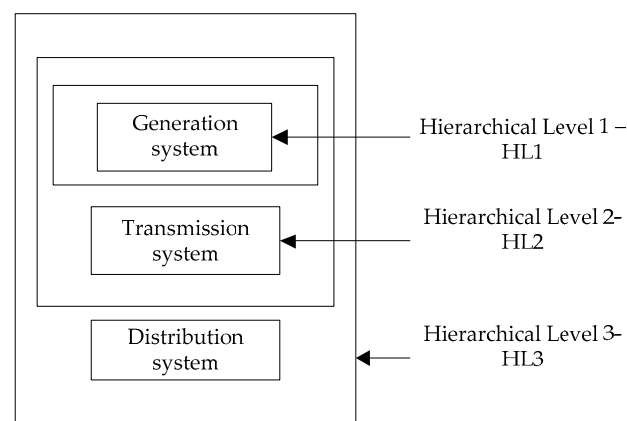 Generation
system
Hierarchical Level 1 –
HL1
Transmission
system
Hierarchical Level 2-
HL2
Distribution
system
Hierarchical Level 3-
HL3